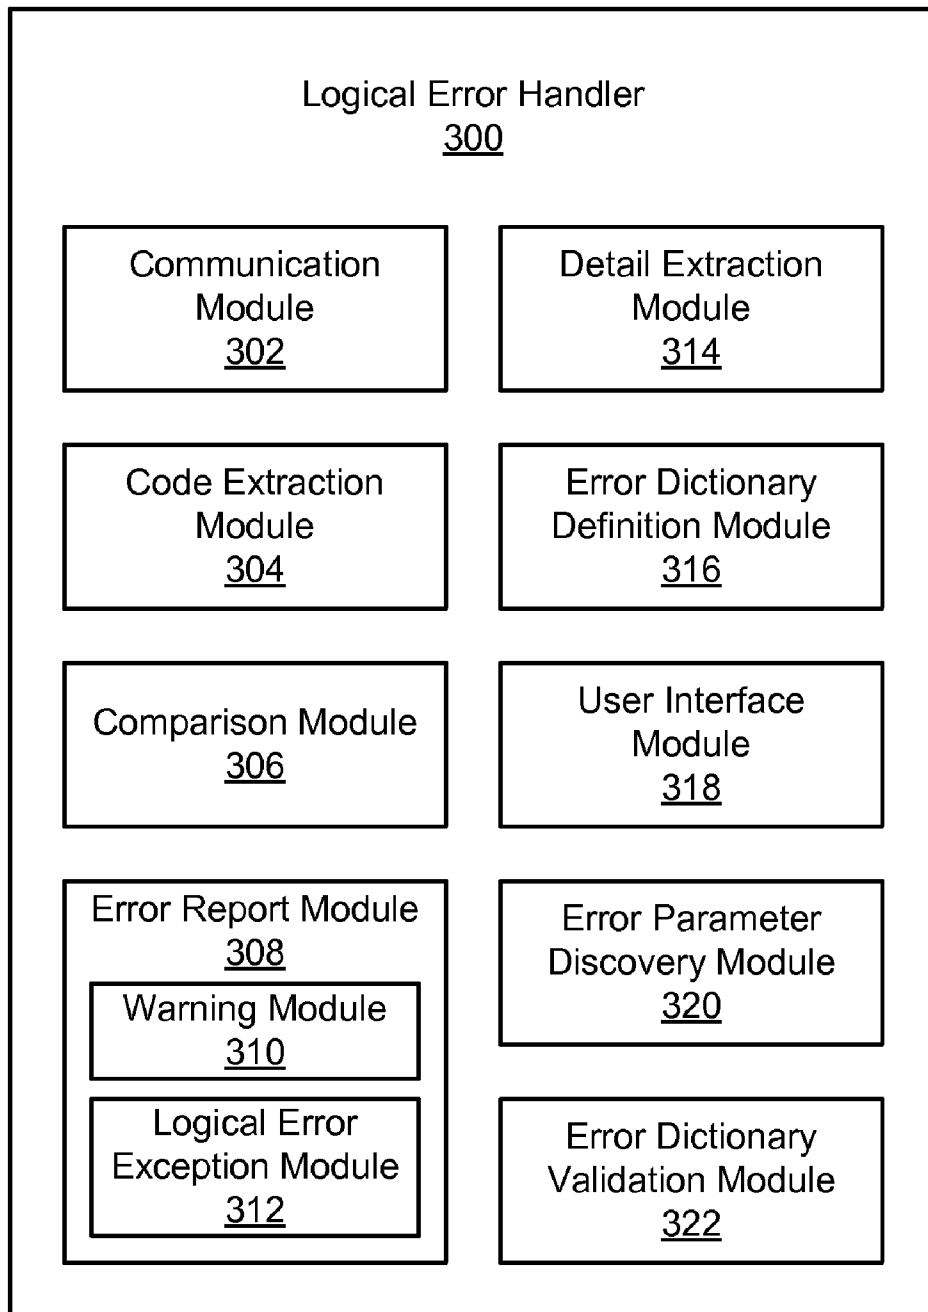 Logical Error Handler
300
Communication
Module
302
Code Extraction
Module
304
Comparison Module
306
Error Report Module
308
Warning Module
310
Logical Error
Exception Module
312
Detail Extraction
Module
314
Error Dictionary
Definition Module
316
User Interface
Module
318
Error Parameter
Discovery Module
320
Error Dictionary
Validation Module
322